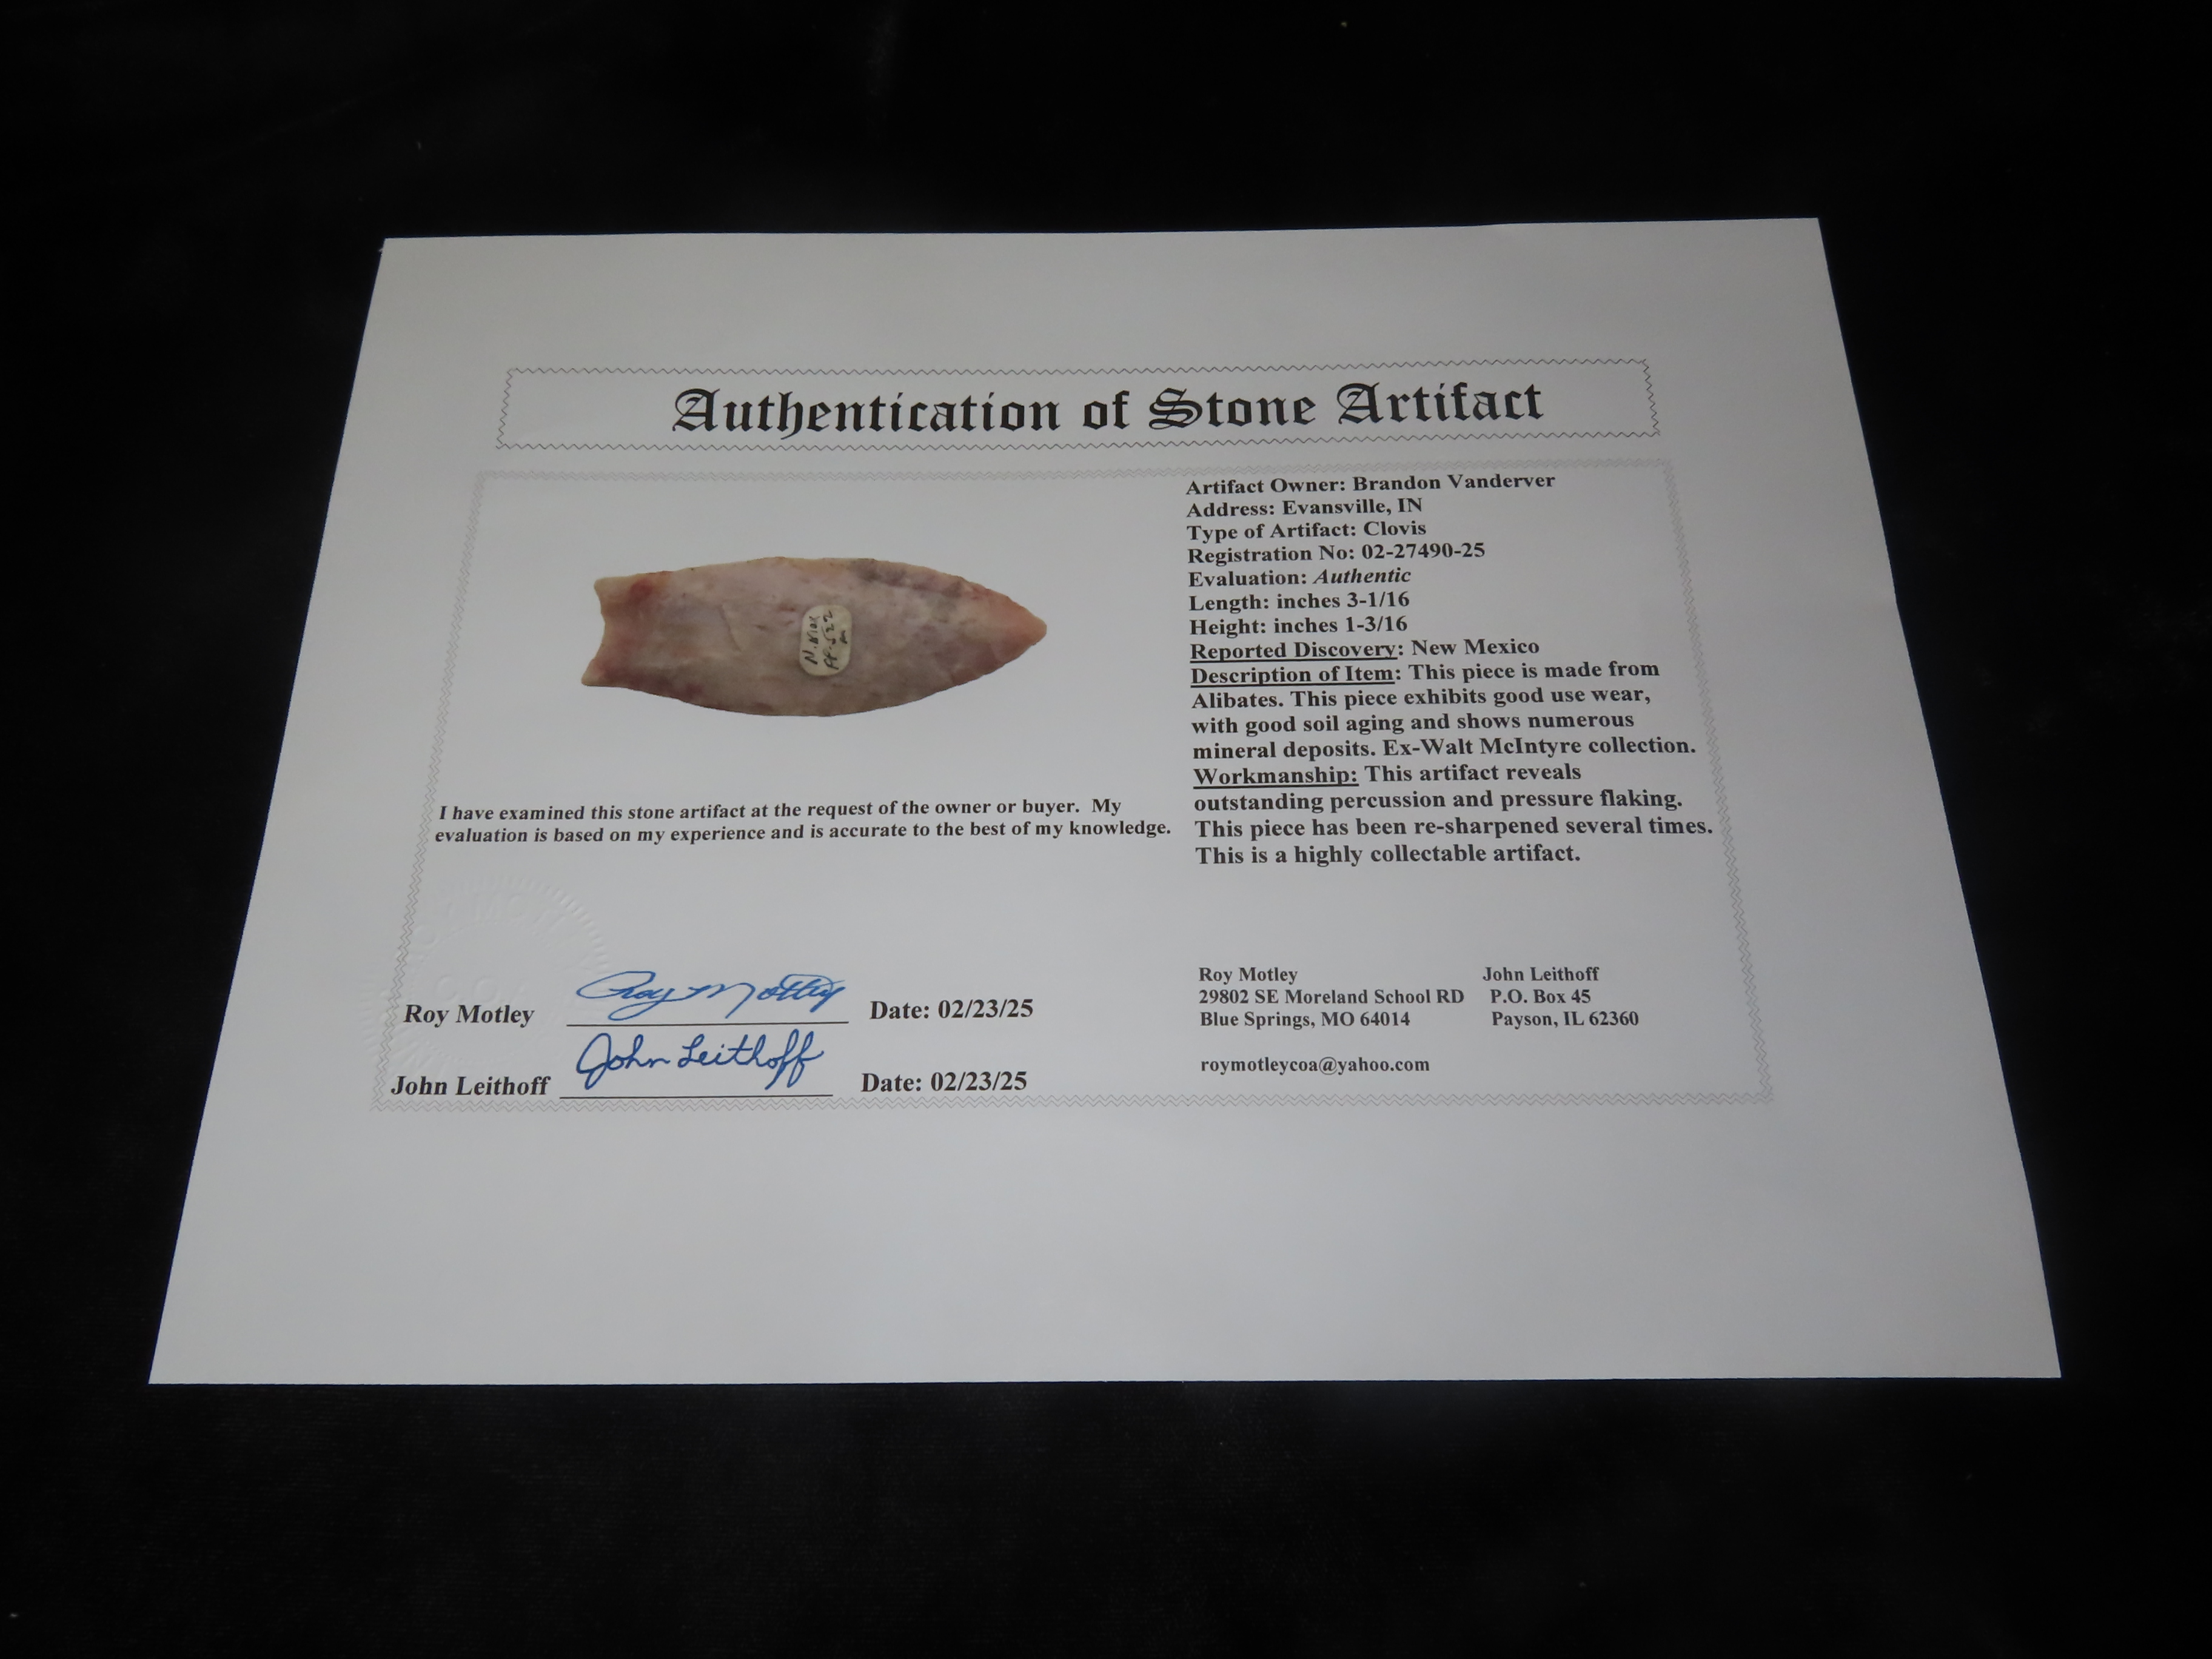 Authentication of Stone Artifact
Artifact Owner: Brandon Vanderver
Address: Evansville, IN
Type of Artifact: Clovis
Registration No: 02-27490-25
Evaluation: Authentic
Length: inches 3-1/16
Height: inches 1-3/16
Reported Discovery: New Mexico
Description of Item: This piece is made from
Alibates. This piece exhibits good use wear,
with good soil aging and shows numerous
mineral deposits. Ex-Walt McIntyre collection.
Workmanship: This artifact reveals
outstanding percussion and pressure flaking.
This piece has been re-sharpened several times.
This is a highly collectable artifact.
I have examined this stone artifact at the request of the owner or buyer. My
evaluation is based on my experience and is accurate to the best of my knowledge.
Roy Motley Roy Motley Date: 02/23/25
John Leithoff John Leithoff Date: 02/23/25
Roy Motley
29802 SE Moreland School RD
Blue Springs, MO 64014
roymotleycoa@yahoo.com
John Leithoff
P.O. Box 45
Payson, IL 62360